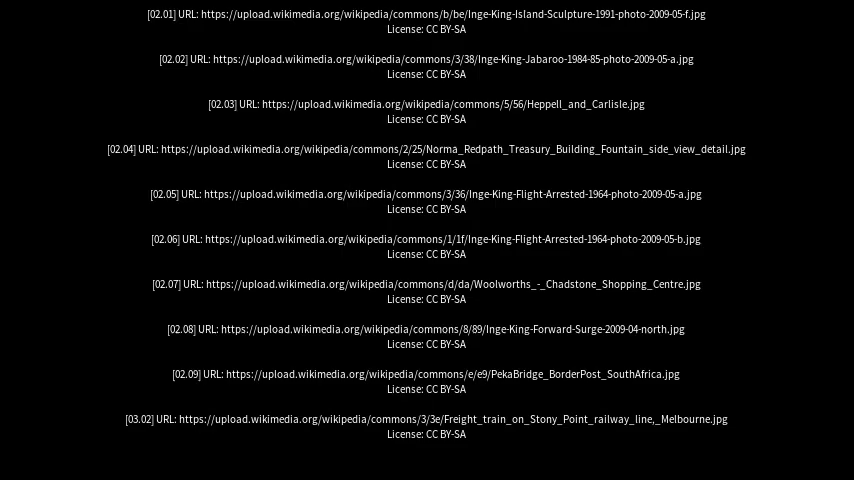 [02.01] URL: https://upload.wikimedia.org/wikipedia/commons/b/be/Inge-King-Island-Sculpture-1991-photo-2009-05-f.jpg
License: CC BY-SA
[02.02] URL: https://upload.wikimedia.org/wikipedia/commons/3/38/Inge-King-Jabaroo-1984-85-photo-2009-05-a.jpg
License: CC BY-SA
[02.03] URL: https://upload.wikimedia.org/wikipedia/commons/5/56/Heppell_and_Carlisle.jpg
License: CC BY-SA
[02.04] URL: https://upload.wikimedia.org/wikipedia/commons/2/25/Norma_Redpath_Treasury_Building_Fountain_side_view_detail.jpg
License: CC BY-SA
[02.05] URL: https://upload.wikimedia.org/wikipedia/commons/3/36/Inge-King-Flight-Arrested-1964-photo-2009-05-a.jpg
License: CC BY-SA
[02.06] URL: https://upload.wikimedia.org/wikipedia/commons/1/1f/Inge-King-Flight-Arrested-1964-photo-2009-05-b.jpg
License: CC BY-SA
[02.07] URL: https://upload.wikimedia.org/wikipedia/commons/d/da/Woolworths_-_Chadstone_Shopping_Centre.jpg
License: CC BY-SA
[02.08] URL: https://upload.wikimedia.org/wikipedia/commons/8/89/Inge-King-Forward-Surge-2009-04-north.jpg
License: CC BY-SA
[02.09] URL: https://upload.wikimedia.org/wikipedia/commons/e/e9/PekaBridge_BorderPost_SouthAfrica.jpg
License: CC BY-SA
[03.02] URL: https://upload.wikimedia.org/wikipedia/commons/3/3e/Freight_train_on_Stony_Point_railway_line,_Melbourne.jpg
License: CC BY-SA